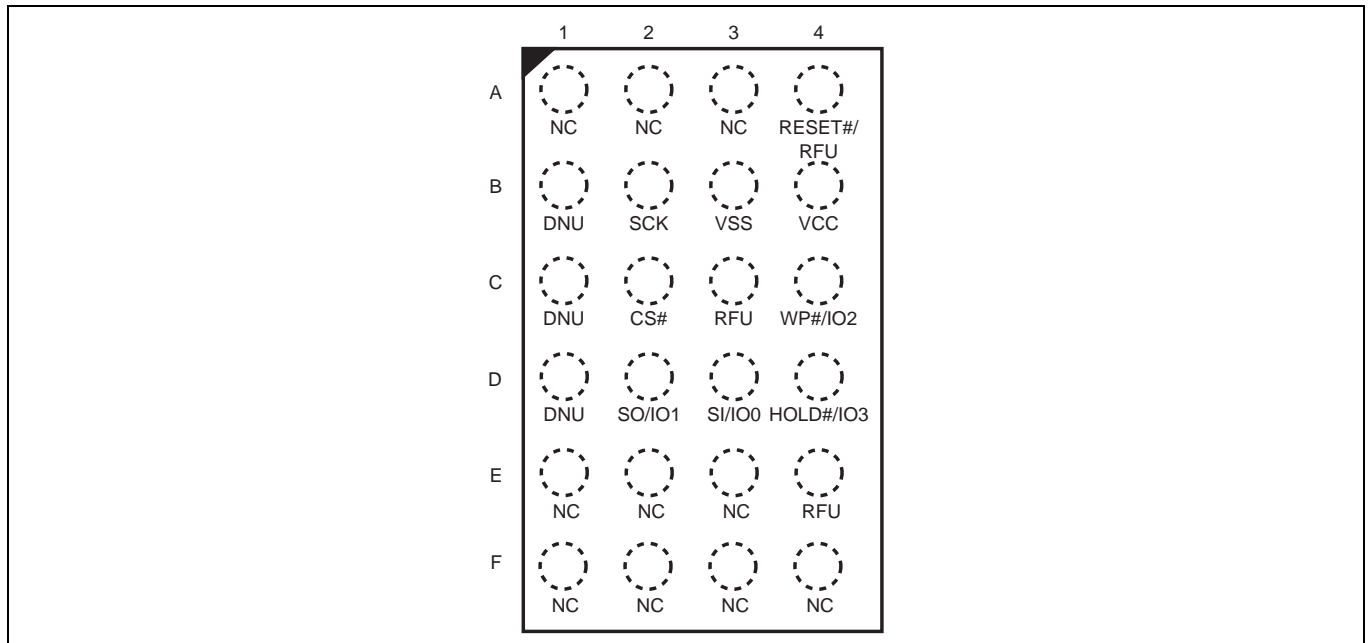 1 2 3 4
A
NC NC NC RESET#/
RFU
B
DNU SCK VSS VCC
C
DNU CS# RFU WP#/IO2
D
DNU SO/IO1 SI/IO0 HOLD#/IO3
E
NC NC NC RFU
F
NC NC NC NC